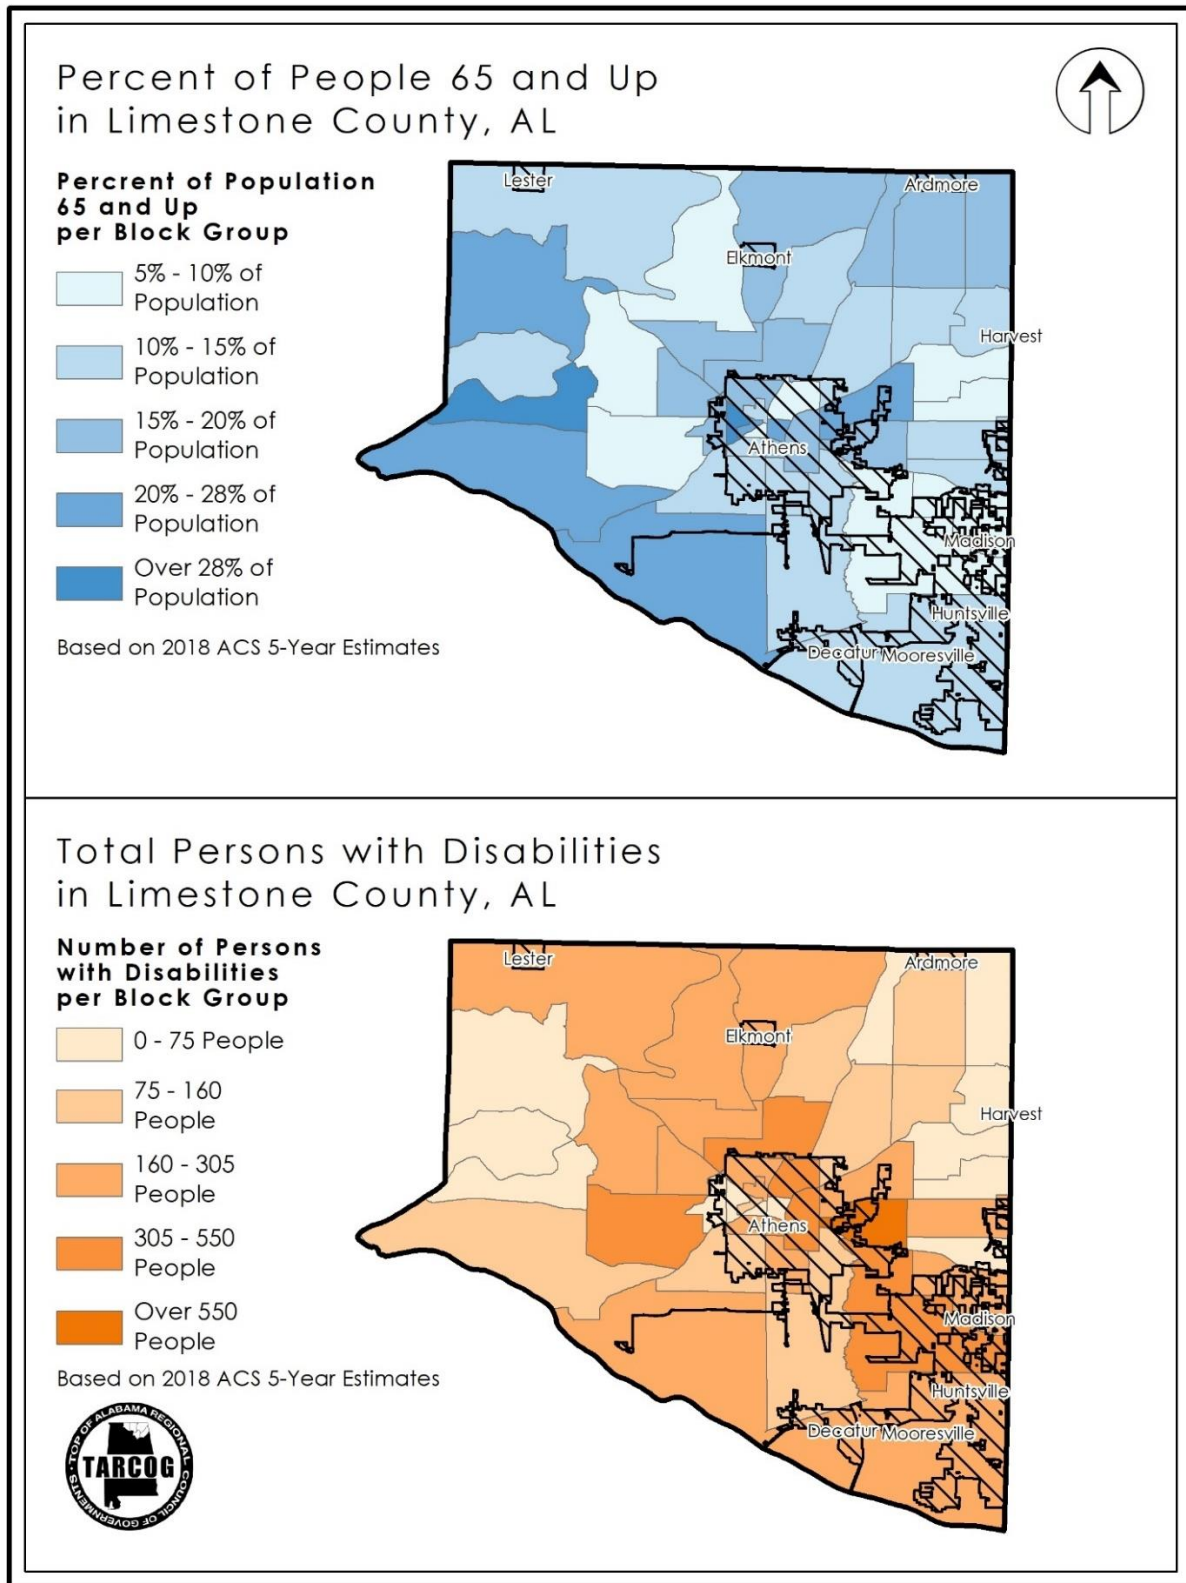 Percent of People 65 and Up
in Limestone County, AL
Percrent of Population
65 and Up
per Block Group
5% - 10% of
Population
10% - 15% of
Population
15% - 20% of
Population
20% - 28% of
Population
Over 28% of
Population
Based on 2018 ACS 5-Year Estimates
Lester
Ardmore
Elkmont
Harvest
Athens
Madison
Huntsville
Decatur
Mooresville
Total Persons with Disabilities
in Limestone County, AL
Number of Persons
with Disabilities
per Block Group
0 - 75 People
75 - 160
People
160 - 305
People
305 - 550
People
Over 550
People
Based on 2018 ACS 5-Year Estimates
Lester
Ardmore
Elkmont
Harvest
Athens
Madison
Huntsville
Decatur
Mooresville
TOP OF ALABAMA REGIONAL
COUNCIL OF GOVERNMENTS
TARCOG